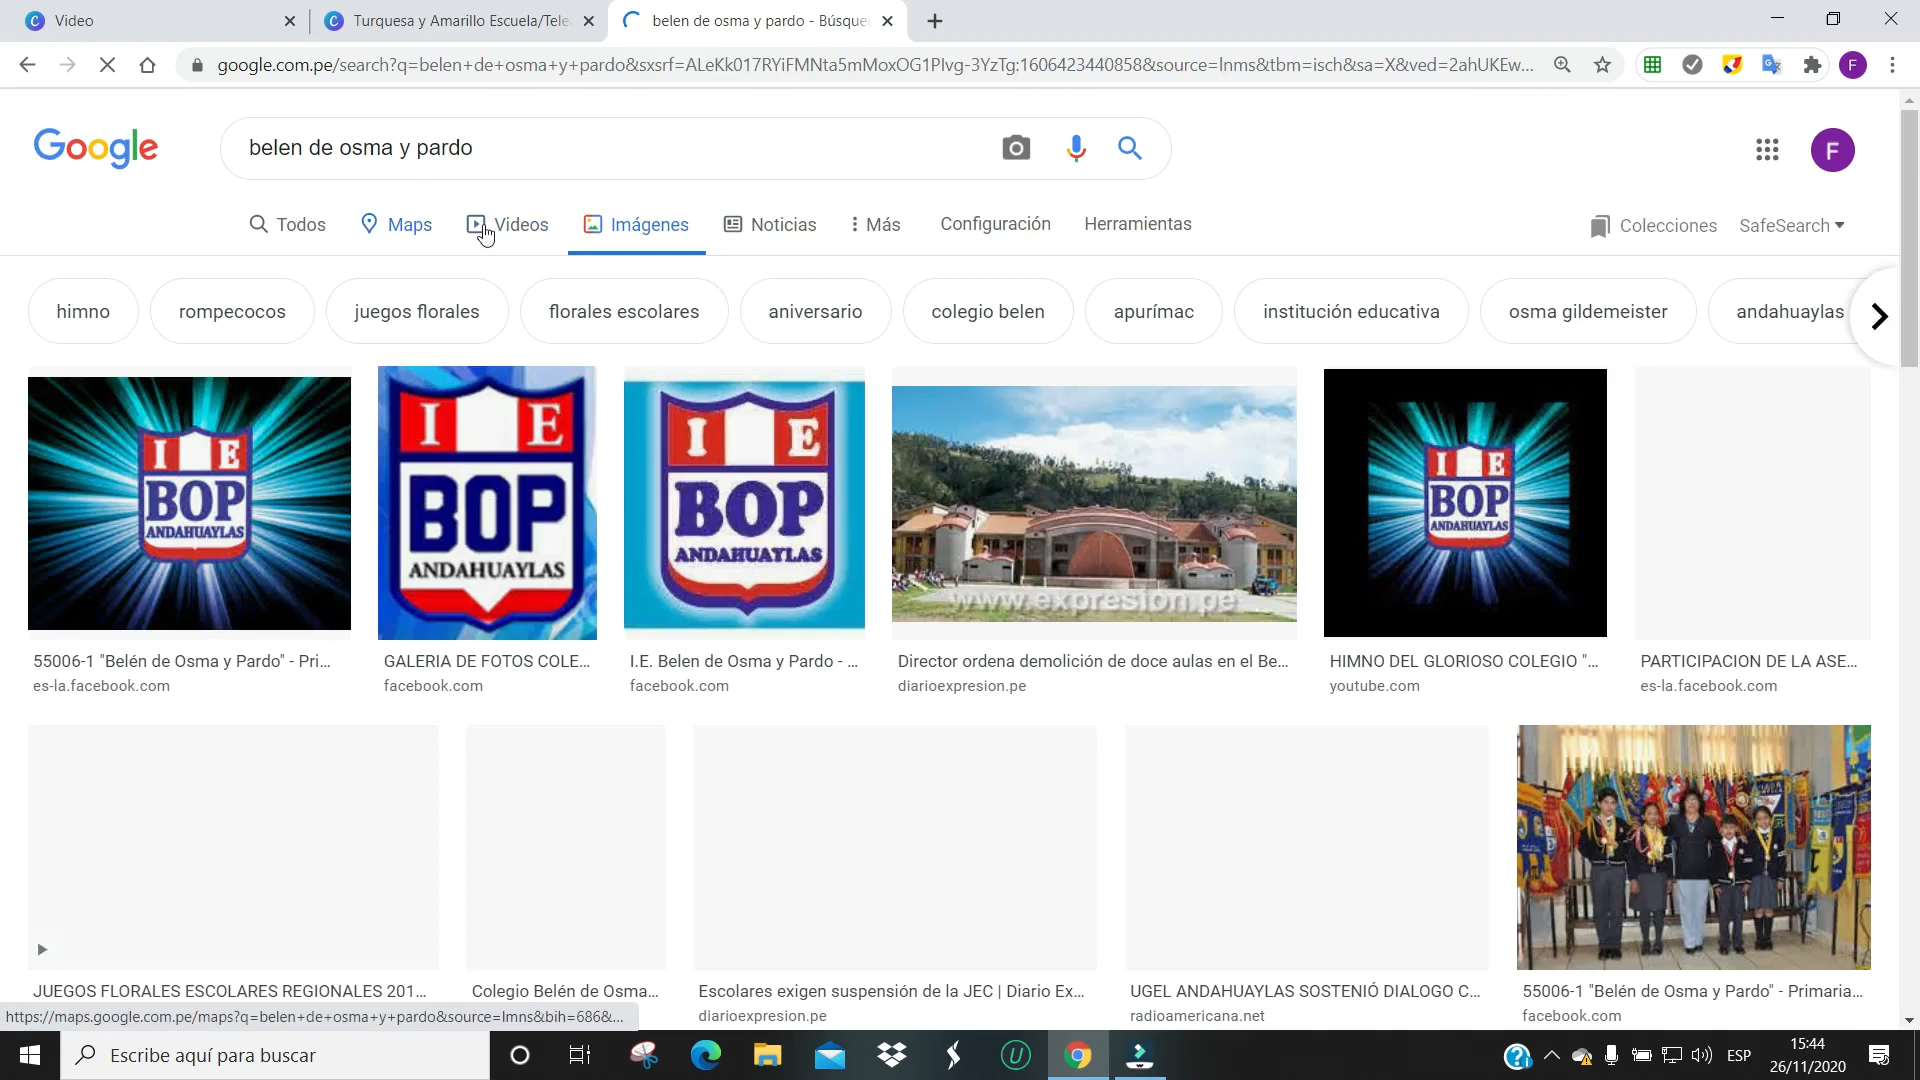 Video
Turquesa y Amarillo Escuela/Tele
belen de osma y pardo - Búsque
google.com.pe/search?q=belen+de+osma+y+pardo&sxsrf=ALeKk017RYiFMNta5mMoxOG1PIvg-3YzTg:1606423440858&source=lnms&tbm=isch&sa=X&ved=2ahUKEw...
F
Google
belen de osma y pardo
F
Todos
Maps
Videos
Imágenes
Noticias
Más
Configuración
Herramientas
Colecciones
SafeSearch
himno
rompecocos
juegos florales
florales escolares
aniversario
colegio belen
apurímac
institución educativa
osma gildemeister
andahuaylas
I E
BOP
ANDAHUAYLAS
I E
BOP
ANDAHUAYLAS
I E
BOP
ANDAHUAYLAS
www.expresion.pe
I E
BOP
ANDAHUAYLAS
55006-1 "Belén de Osma y Pardo" - Pri...
es-la.facebook.com
GALERIA DE FOTOS COLE...
facebook.com
I.E. Belen de Osma y Pardo - ...
facebook.com
Director ordena demolición de doce aulas en el Be...
diarioexpresion.pe
HIMNO DEL GLORIOSO COLEGIO "...
youtube.com
PARTICIPACION DE LA ASE...
es-la.facebook.com
JUEGOS FLORALES ESCOLARES REGIONALES 201...
Colegio Belén de Osma...
Escolares exigen suspensión de la JEC | Diario Ex...
diarioexpresion.pe
UGEL ANDAHUAYLAS SOSTENIÓ DIALOGO C...
radioamericana.net
55006-1 "Belén de Osma y Pardo" - Primaria...
facebook.com
https://maps.google.com.pe/maps?q=belen+de+osma+y+pardo&source=lmns&bih=686&...
Escribe aquí para buscar
ESP
15:44
26/11/2020